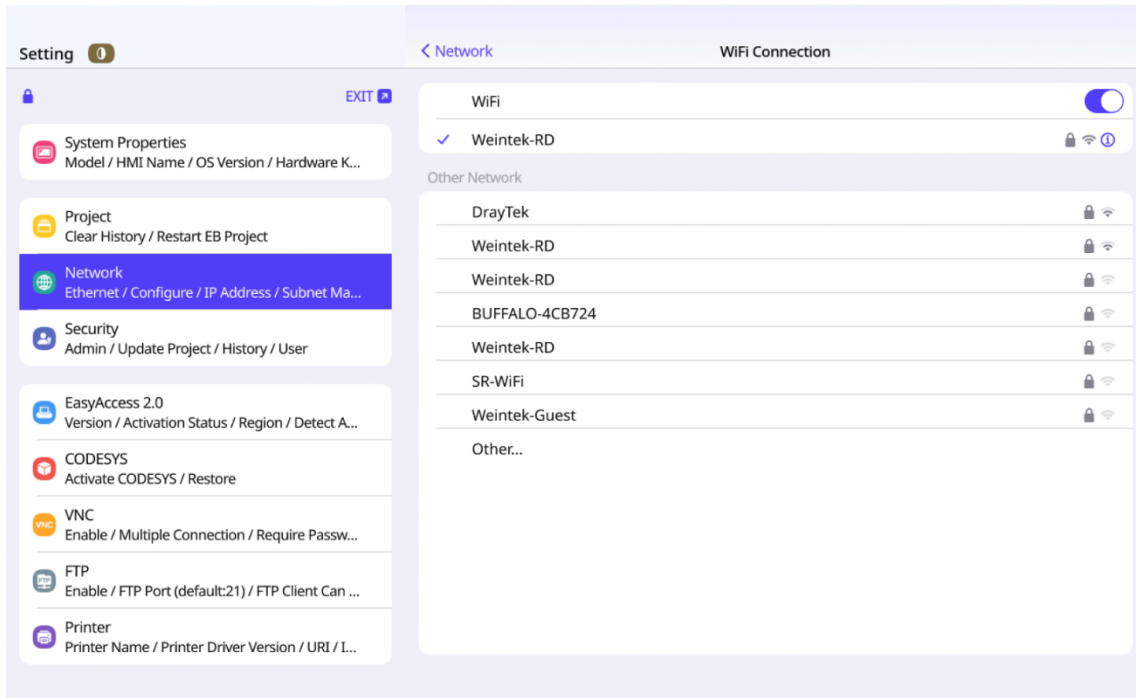 Setting
EXIT
System Properties
Model / HMI Name / OS Version / Hardware K...
Project
Clear History / Restart EB Project
Network
Ethernet / Configure / IP Address / Subnet Ma...
Security
Admin / Update Project / History / User
EasyAccess 2.0
Version / Activation Status / Region / Detect A...
CODESYS
Activate CODESYS / Restore
VNC
VNC
Enable / Multiple Connection / Require Passw...
FTP
FTP
Enable / FTP Port (default:21) / FTP Client Can ...
Printer
Printer Name / Printer Driver Version / URI / I...
Network
WiFi Connection
WiFi
Weintek-RD
Other Network
DrayTek
Weintek-RD
Weintek-RD
BUFFALO-4CB724
Weintek-RD
SR-WiFi
Weintek-Guest
Other...